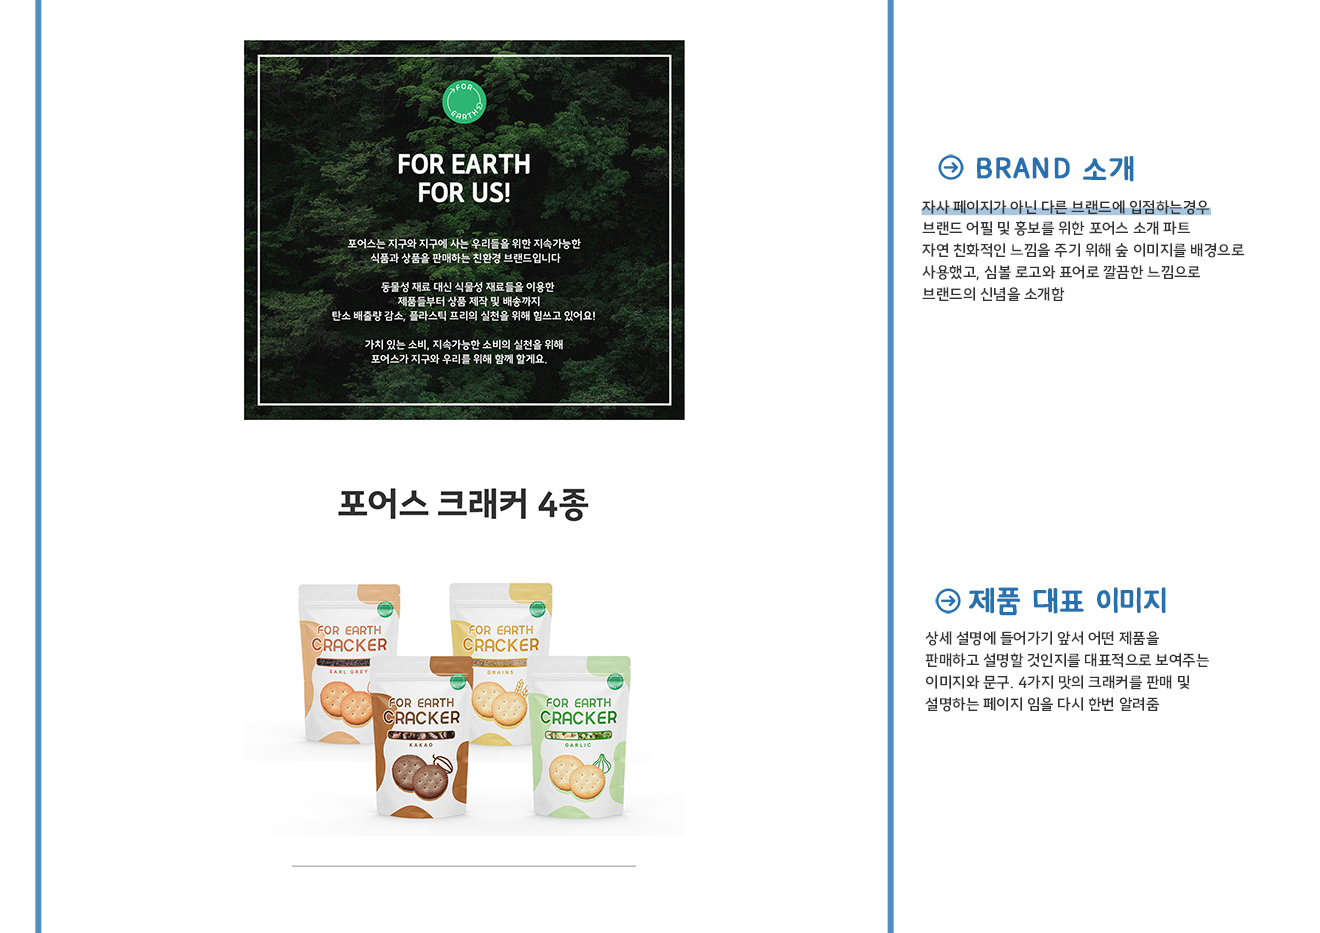 FOR
EARTH
FOR EARTH
FOR US!
포어스는 지구와 지구에 사는 우리들을 위한 지속가능한
식품과 상품을 판매하는 친환경 브랜드입니다
동물성 재료 대신 식물성 재료들을 이용한
제품들부터 상품 제작 및 배송까지
탄소 배출량 감소, 플라스틱 프리의 실천을 위해 힘쓰고 있어요!
가치 있는 소비, 지속가능한 소비의 실천을 위해
포어스가 지구와 우리를 위해 함께 할게요.
BRAND 소개
자사 페이지가 아닌 다른 브랜드에 입점하는경우
브랜드 어필 및 홍보를 위한 포어스 소개 파트
자연 친화적인 느낌을 주기 위해 숲 이미지를 배경으로
사용했고, 심볼 로고와 표어로 깔끔한 느낌으로
브랜드의 신념을 소개함
포어스 크래커 4종
FOR EARTH
CRACKER
EARL GREY
FOR EARTH
CRACKER
GRAINS
FOR EARTH
CRACKER
KAKAO
FOR EARTH
CRACKER
GARLIC
제품 대표 이미지
상세 설명에 들어가기 앞서 어떤 제품을
판매하고 설명할 것인지를 대표적으로 보여주는
이미지와 문구. 4가지 맛의 크래커를 판매 및
설명하는 페이지 임을 다시 한번 알려줌